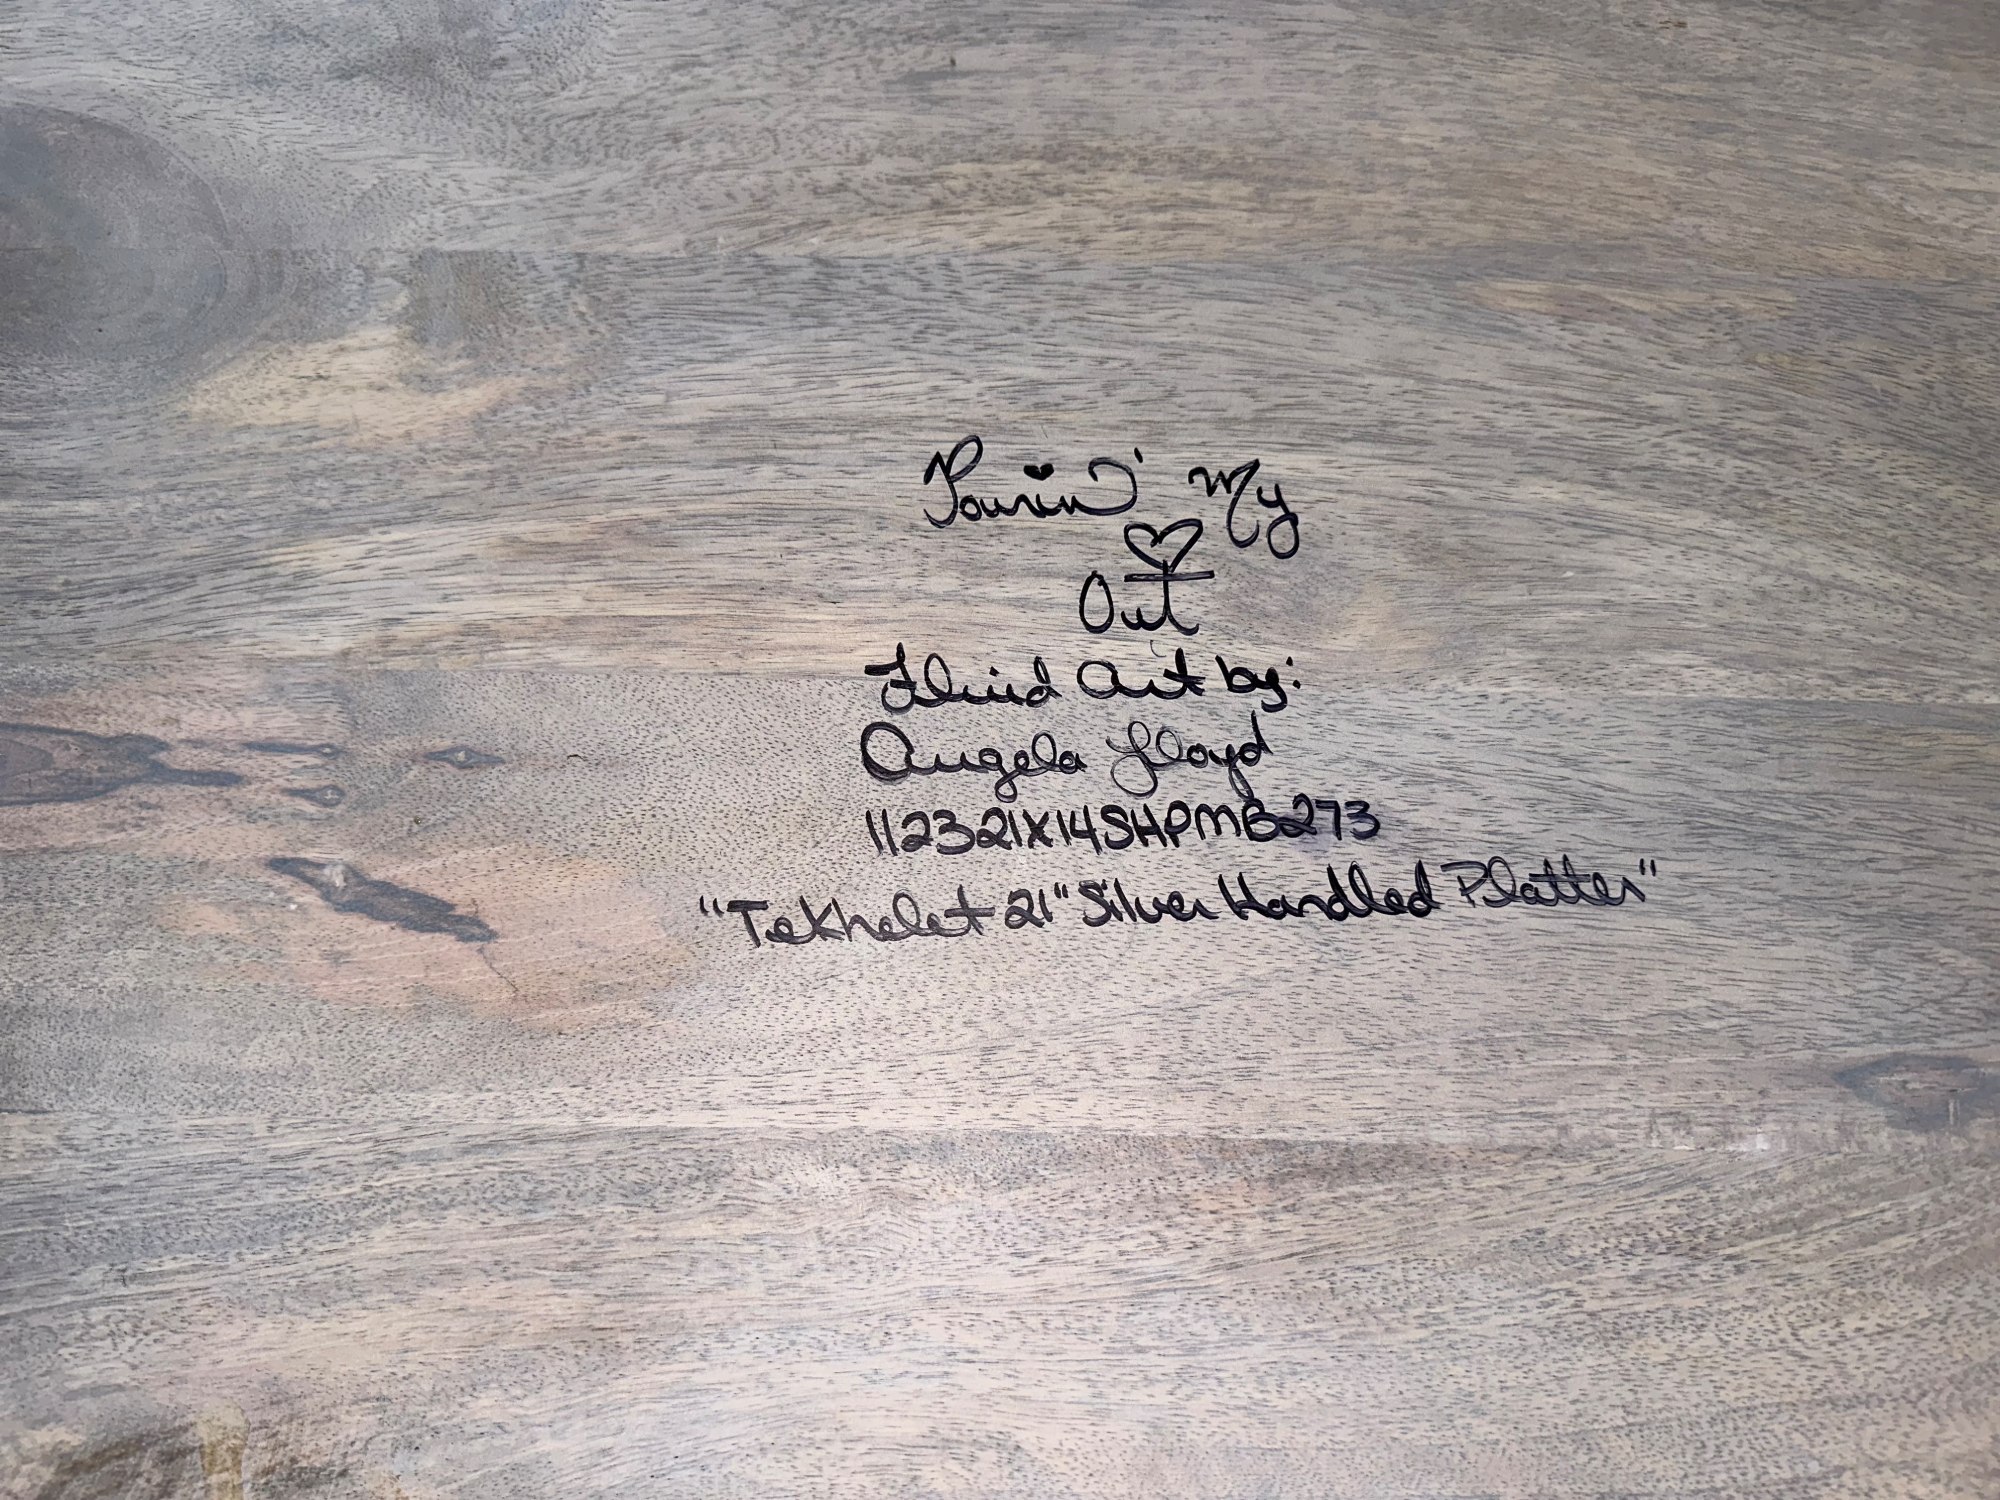 Pourin' My
♡
Out
Fluid Art by:
Angela Lloyd
112321X14SHPMB273
"Tekhelet 21" Silver Handled Platter"